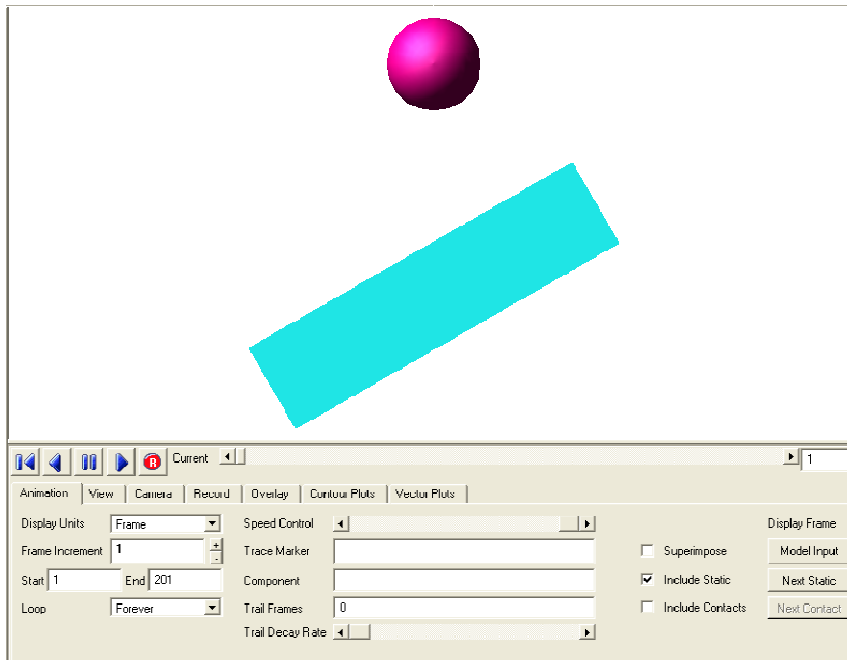 R Current 1
Animation View Camera Record Overlay Contour Plots Vector Plots
Display Units Frame Speed Control Display Frame
Frame Increment 1 + - Trace Marker Superimpose Model Input
Start 1 End 201 Component Include Static Next Static
Loop Forever Trail Frames 0 Include Contacts Next Contact
Trail Decay Rate